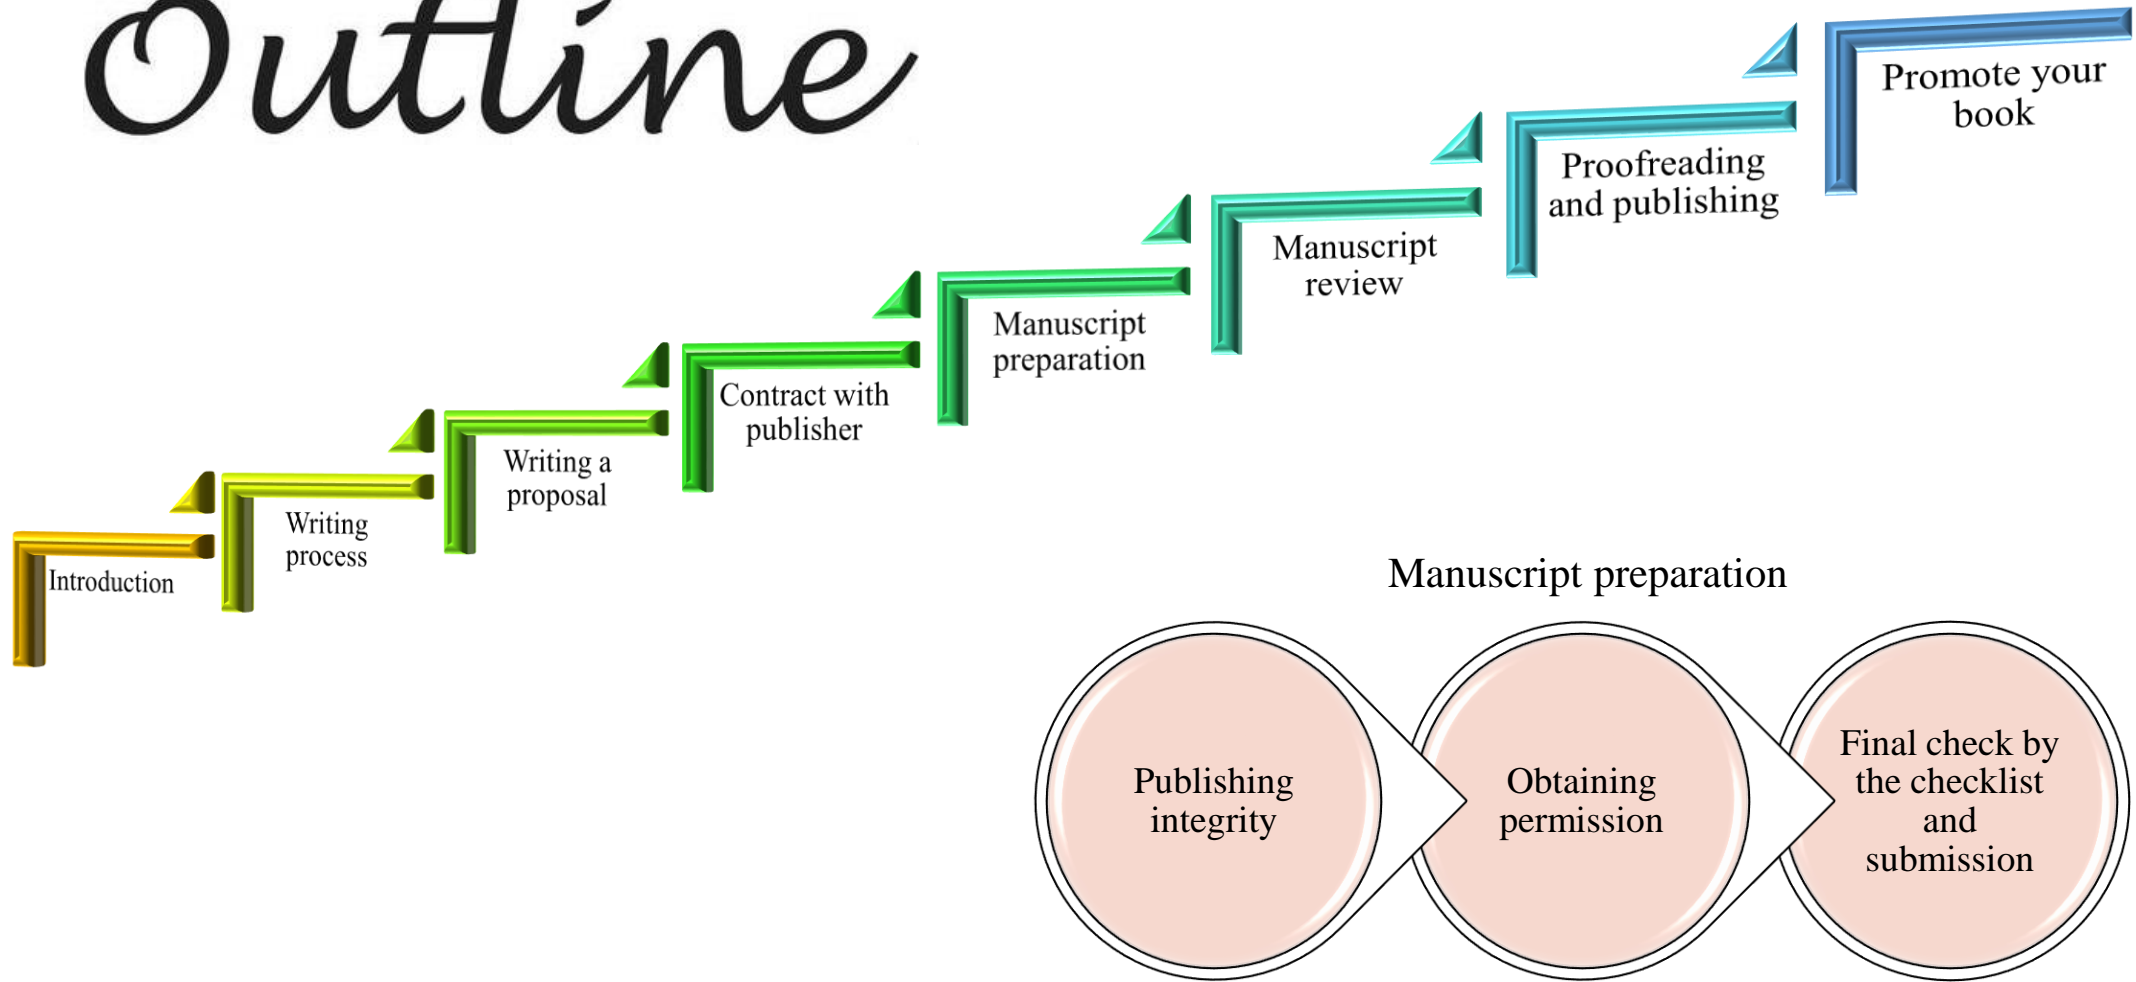 Outline
Introduction
Writing
process
Writing a
proposal
Contract with
publisher
Manuscript
preparation
Manuscript
review
Proofreading
and publishing
Promote your
book
Manuscript preparation
Publishing
integrity
Obtaining
permission
Final check by
the checklist
and
submission